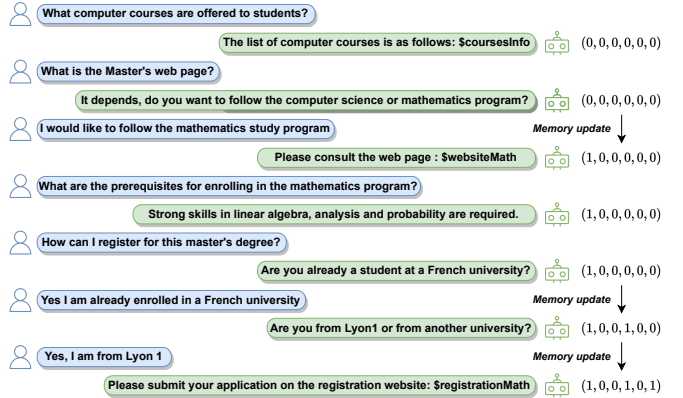 What computer courses are offered to students?
The list of computer courses is as follows: $coursesInfo
(0, 0, 0, 0, 0, 0)
What is the Master's web page?
It depends, do you want to follow the computer science or mathematics program?
(0, 0, 0, 0, 0, 0)
I would like to follow the mathematics study program
Memory update
Please consult the web page : $websiteMath
(1, 0, 0, 0, 0, 0)
What are the prerequisites for enrolling in the mathematics program?
Strong skills in linear algebra, analysis and probability are required.
(1, 0, 0, 0, 0, 0)
How can I register for this master's degree?
Are you already a student at a French university?
(1, 0, 0, 0, 0, 0)
Yes I am already enrolled in a French university
Memory update
Are you from Lyon1 or from another university?
(1, 0, 0, 1, 0, 0)
Yes, I am from Lyon 1
Memory update
Please submit your application on the registration website: $registrationMath
(1, 0, 0, 1, 0, 1)